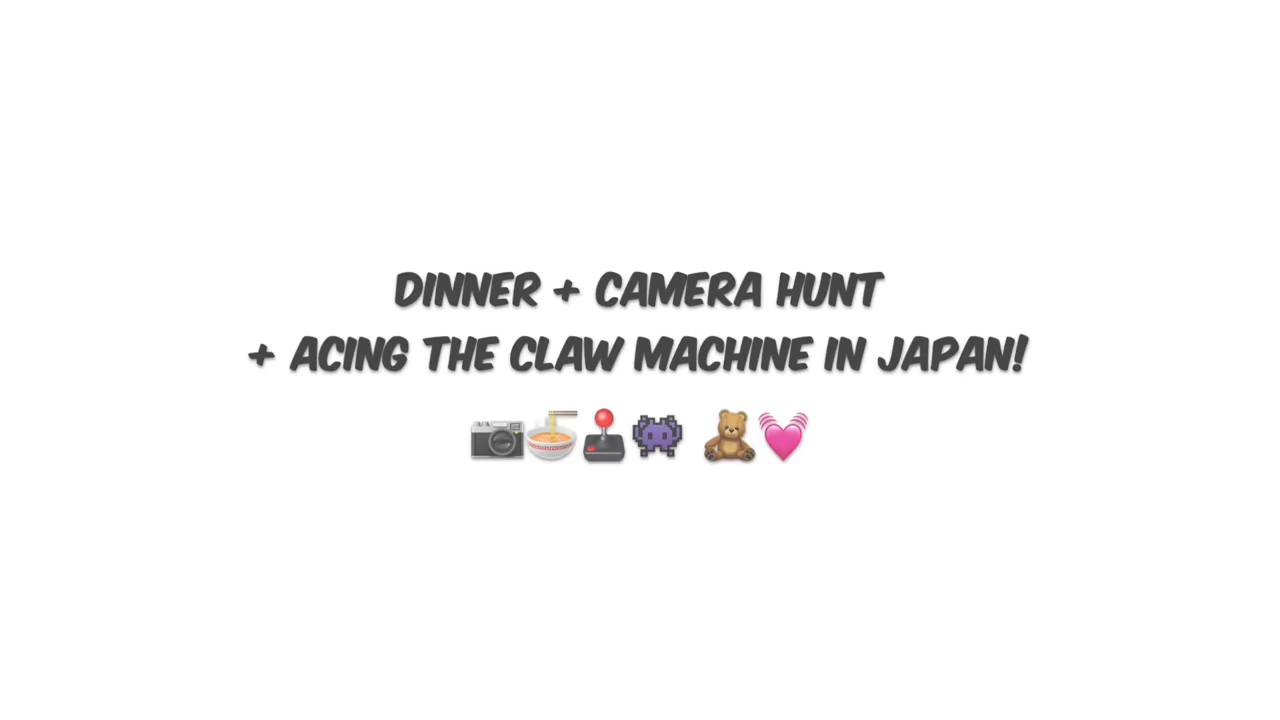 DINNER + CAMERA HUNT
+ ACING THE CLAW MACHINE IN JAPAN!
📷🍜🕹️👾 🧸💓